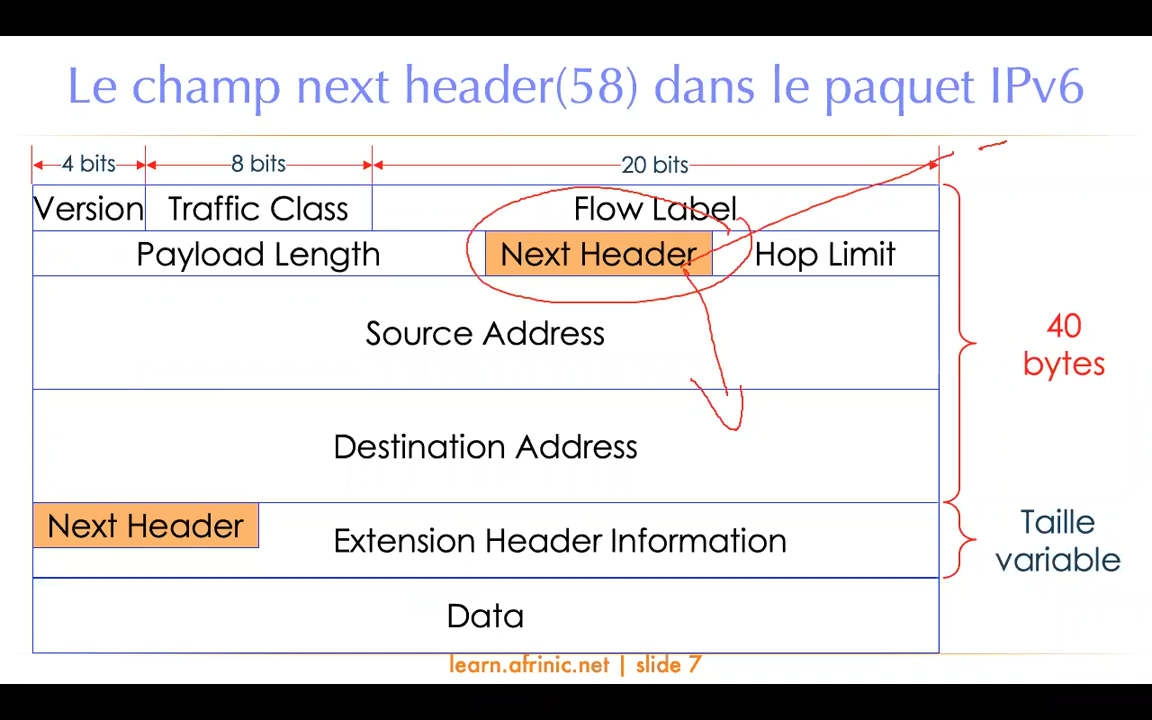 Le champ next header(58) dans le paquet IPv6
4 bits 8 bits 20 bits
Version Traffic Class Flow Label
Payload Length Next Header Hop Limit
Source Address
40
bytes
Destination Address
Next Header
Extension Header Information
Taille
variable
Data
learn.afrinic.net | slide 7